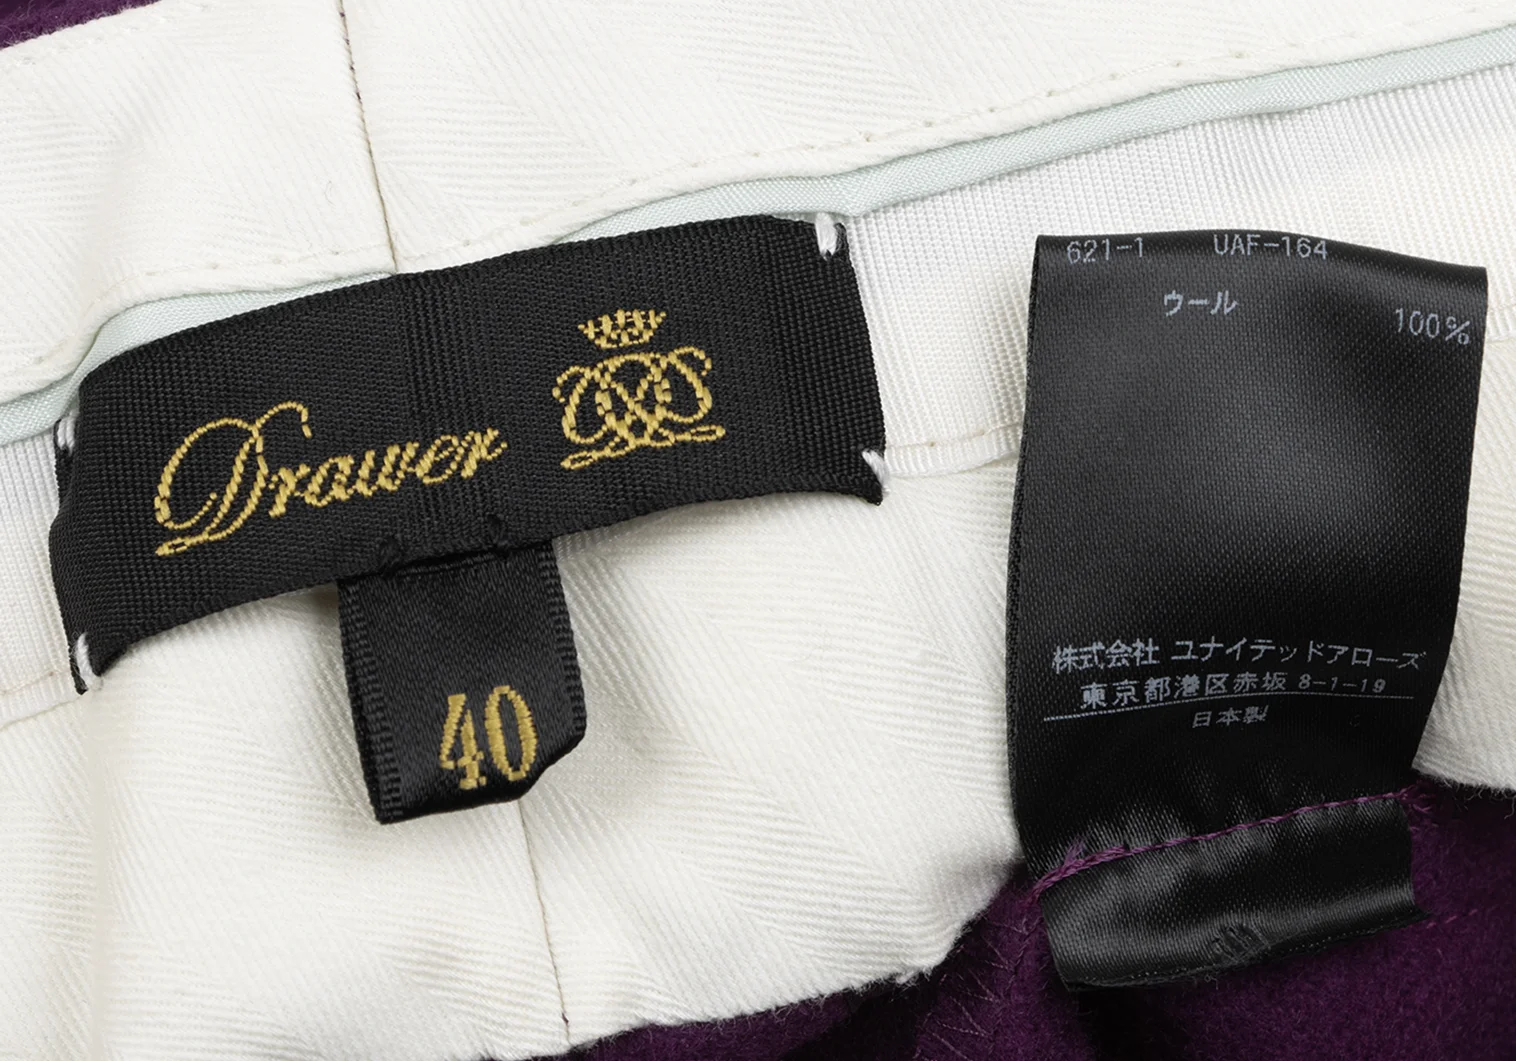 Drawer
40
621-1 UAF-164
ウール 100%
株式会社 ユナイテッドアローズ
東京都港区赤坂 8-1-19
日本製